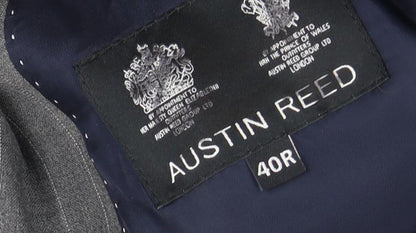 BY APPOINTMENT TO
HER MAJESTY QUEEN ELIZABETH II
AUSTIN REED GROUP LTD
LONDON
BY APPOINTMENT TO
HRH THE PRINCE OF WALES
AUSTIN REED GROUP LTD
LONDON
AUSTIN REED
40R